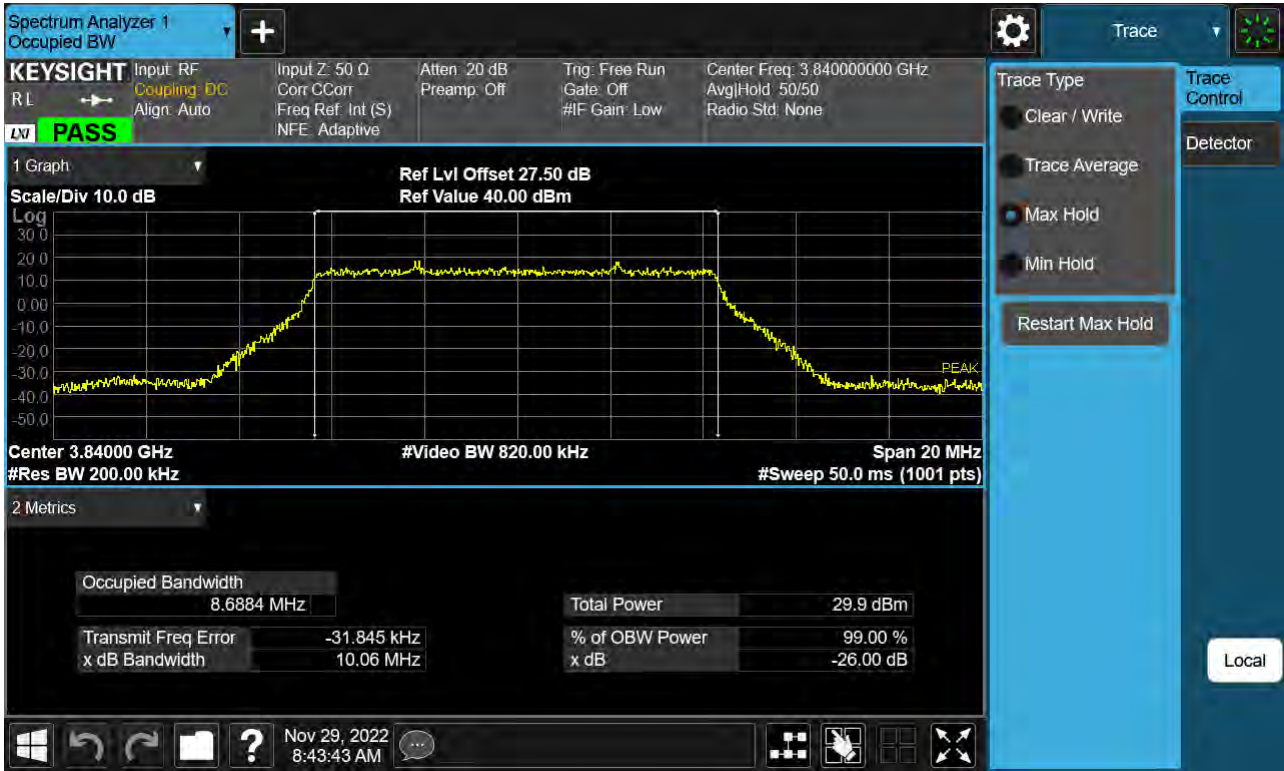 Spectrum Analyzer 1
Occupied BW
Trace
KEYSIGHT
Input: RF
Coupling: DC
Align: Auto
Input Z: 50 Ω
Corr CCorr
Freq Ref: Int (S)
NFE: Adaptive
Atten: 20 dB
Preamp: Off
Trig: Free Run
Gate: Off
#IF Gain: Low
Center Freq: 3.840000000 GHz
Avg|Hold: 50/50
Radio Std: None
R L
LXI
PASS
Trace Type
Clear / Write
Trace Average
Max Hold
Min Hold
Restart Max Hold
Trace
Control
Detector
1 Graph
Scale/Div 10.0 dB
Ref Lvl Offset 27.50 dB
Ref Value 40.00 dBm
Log
30.0
20.0
10.0
0.00
-10.0
-20.0
-30.0
-40.0
-50.0
PEAK
Center 3.84000 GHz
#Video BW 820.00 kHz
Span 20 MHz
#Res BW 200.00 kHz
#Sweep 50.0 ms (1001 pts)
2 Metrics
Occupied Bandwidth
8.6884 MHz
Total Power 29.9 dBm
Transmit Freq Error -31.845 kHz
% of OBW Power 99.00 %
x dB Bandwidth 10.06 MHz
x dB -26.00 dB
Local
?
Nov 29, 2022
8:43:43 AM